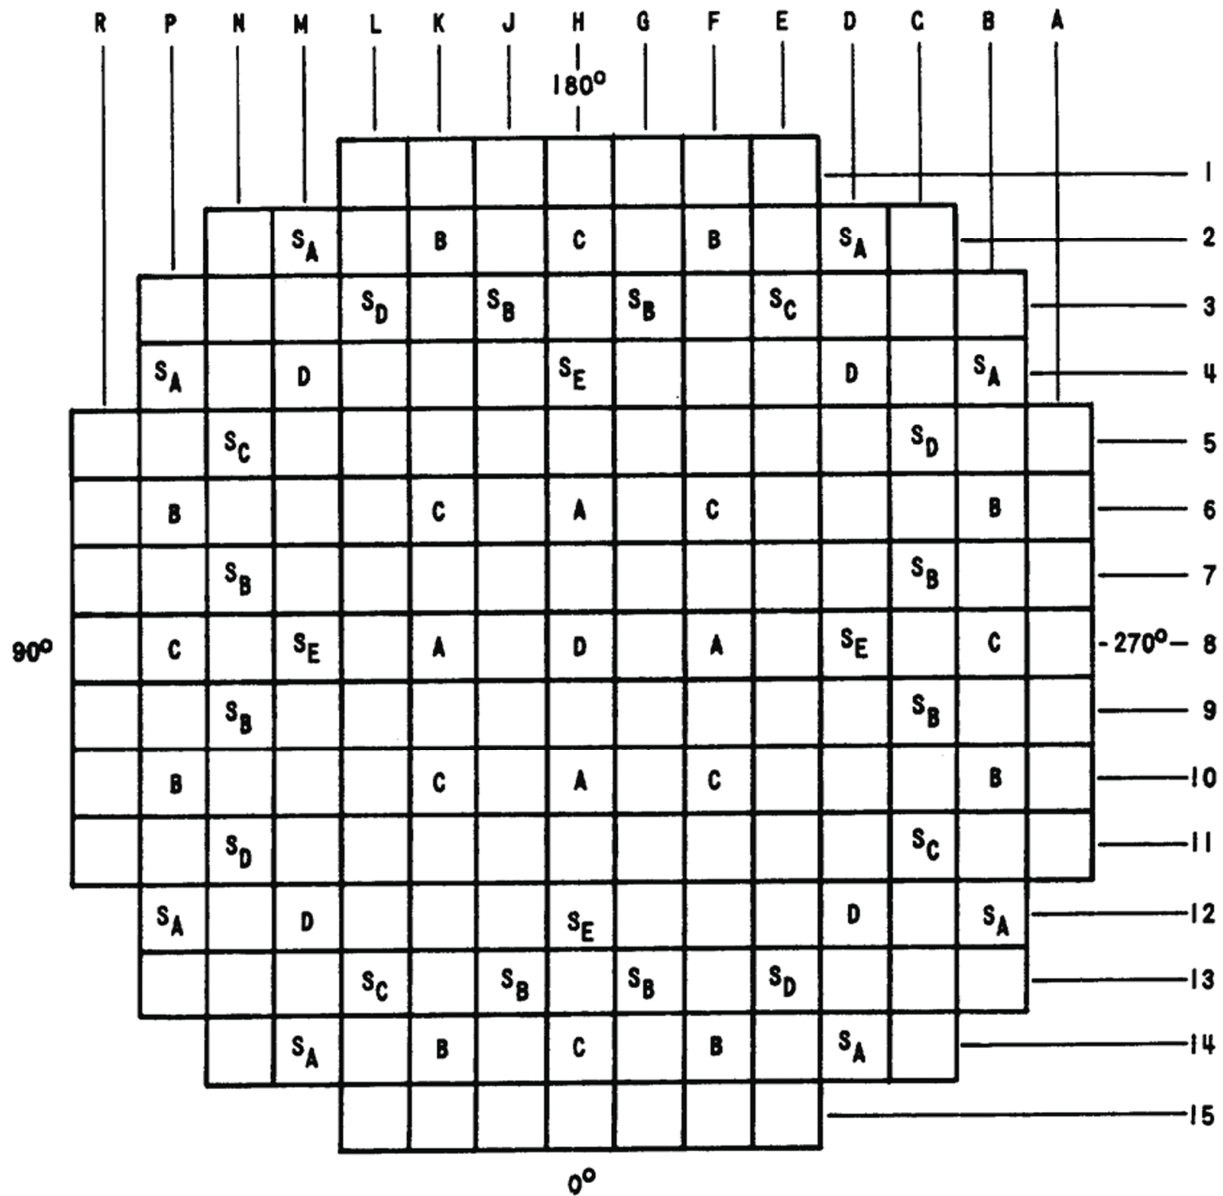 R P N M L K J H G F E D C B A
180°
1
S_A B C B S_A 2
S_D S_B S_B S_C 3
S_A D S_E D S_A 4
S_C S_D 5
B C A C B 6
S_B S_B 7
90° C S_E A D A S_E C 270° 8
S_B S_B 9
B C A C B 10
S_D S_C 11
S_A D S_E D S_A 12
S_C S_B S_B S_D 13
S_A B C B S_A 14
15
0°